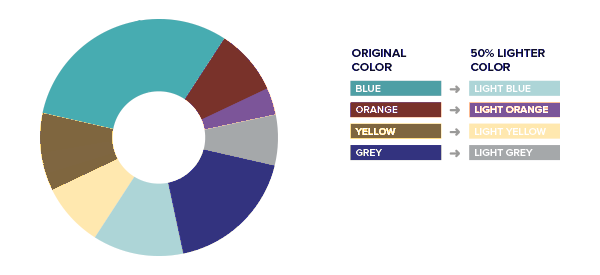 ORIGINAL COLOR
50% LIGHTER COLOR
BLUE
LIGHT BLUE
ORANGE
LIGHT ORANGE
YELLOW
LIGHT YELLOW
GREY
LIGHT GREY